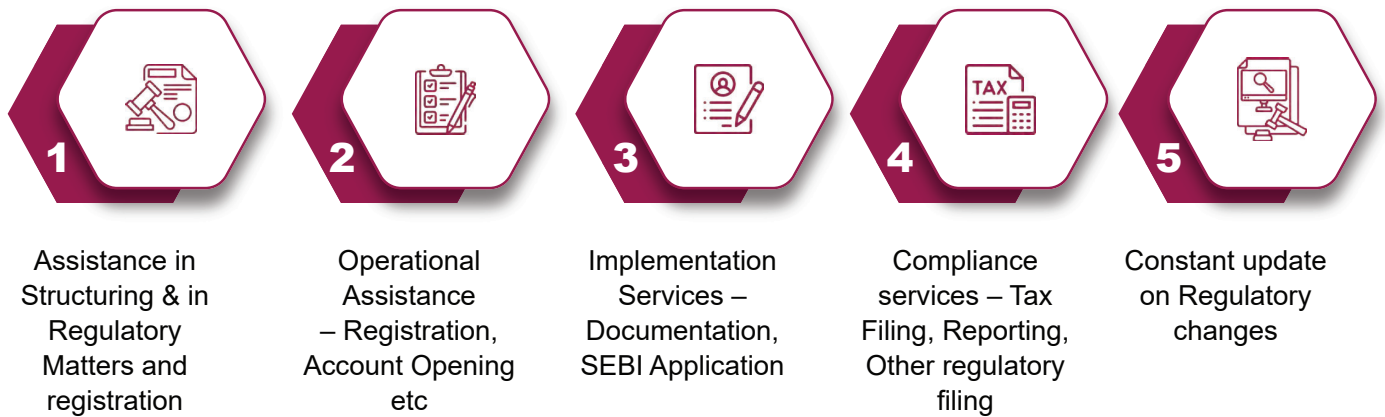 1
Assistance in
Structuring & in
Regulatory
Matters and
registration
2
Operational
Assistance
– Registration,
Account Opening
etc
3
Implementation
Services –
Documentation,
SEBI Application
TAX
4
Compliance
services – Tax
Filing, Reporting,
Other regulatory
filing
5
Constant update
on Regulatory
changes